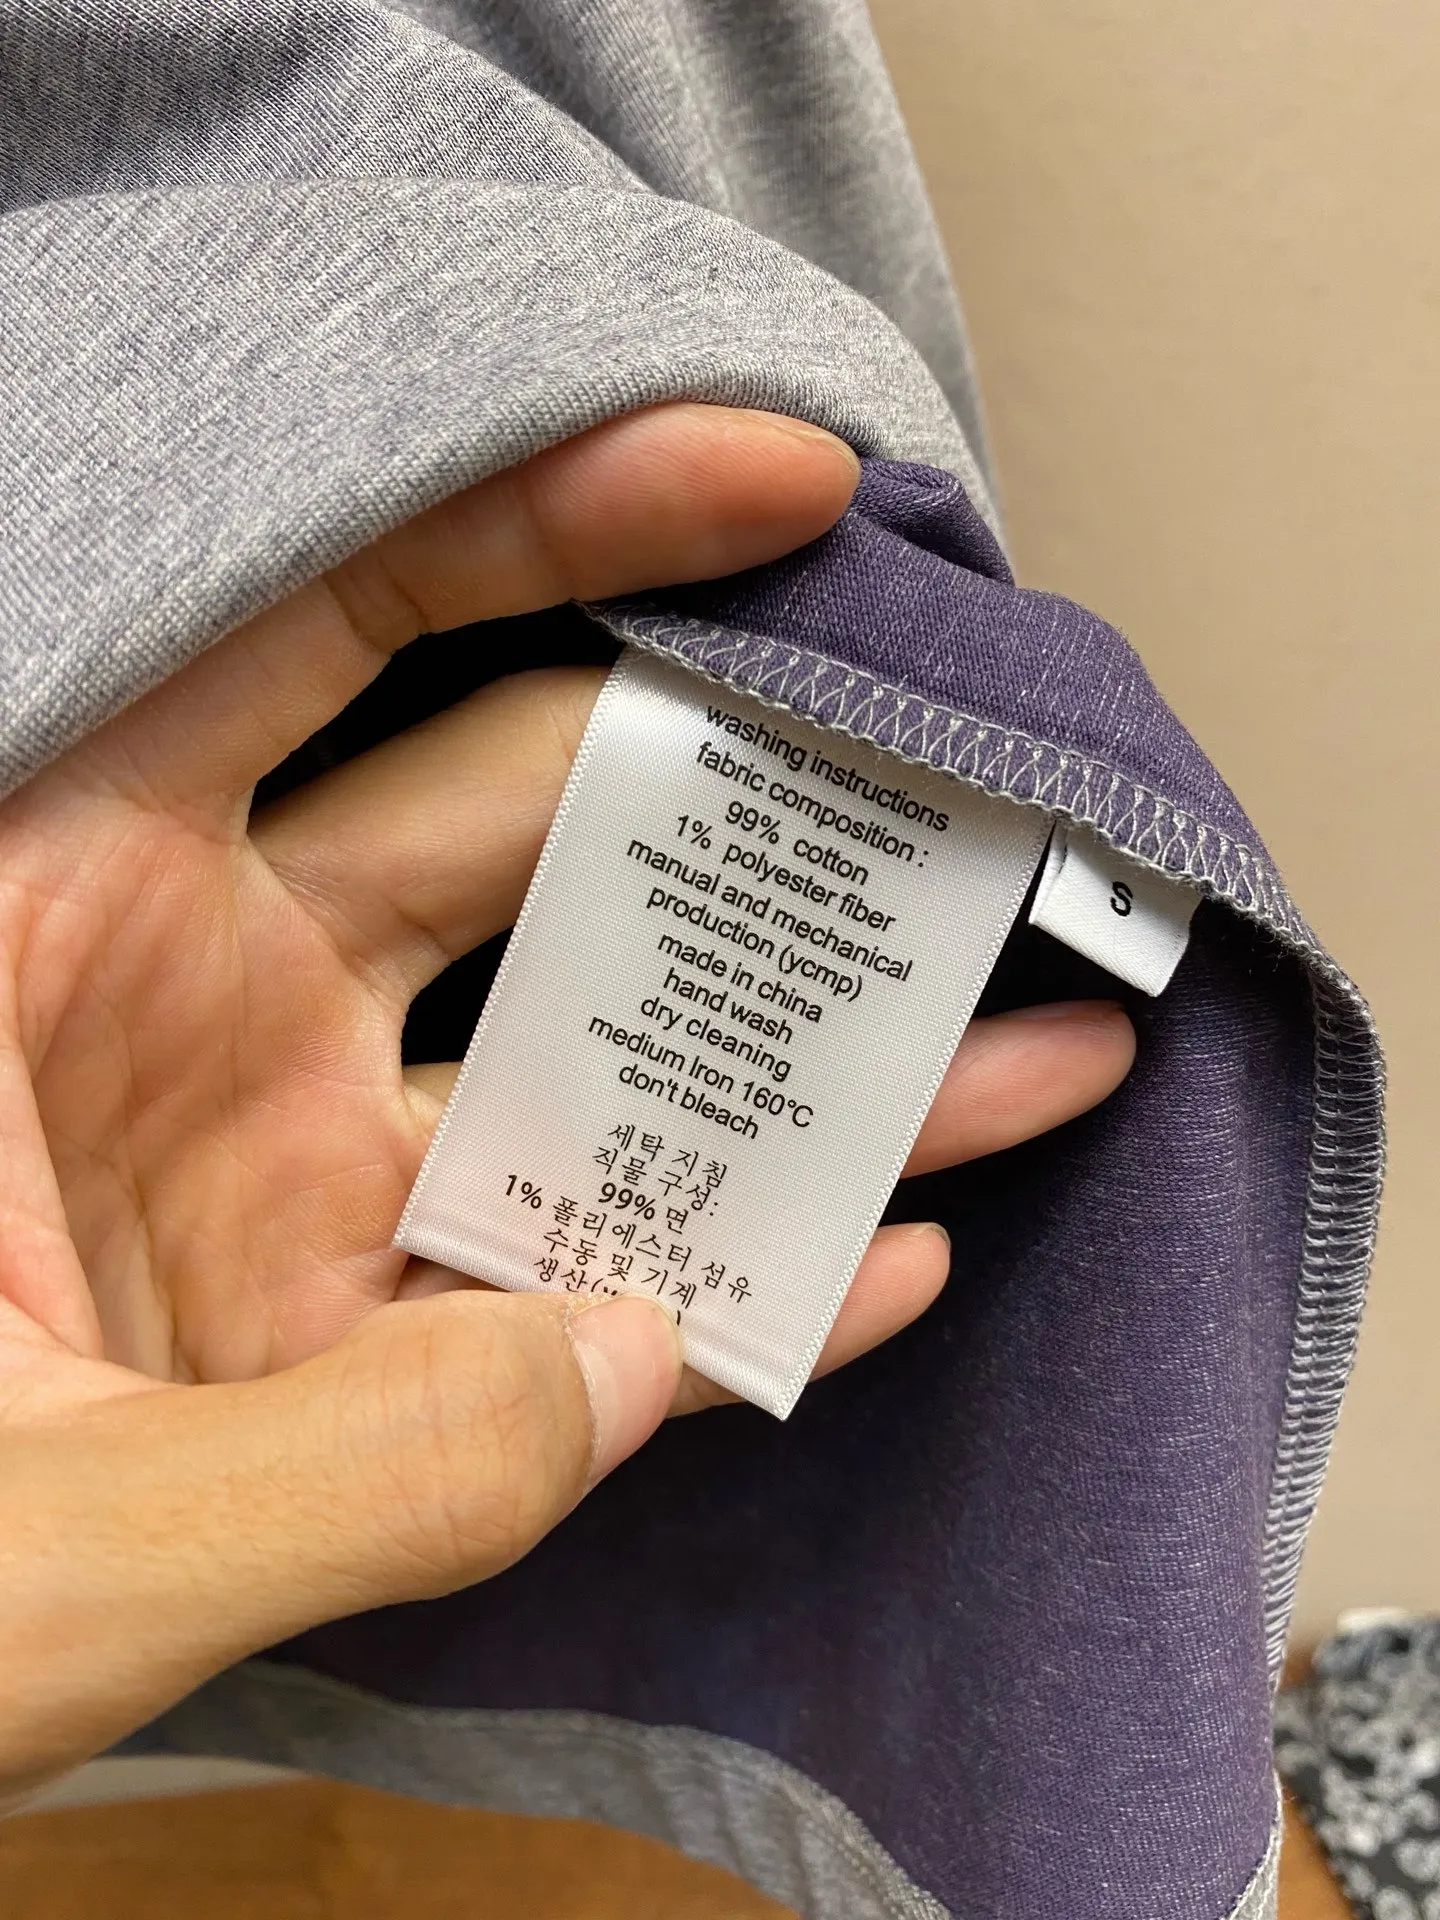 washing instructions
fabric composition :
99% cotton
1% polyester fiber
manual and mechanical
production (ycmp)
made in china
hand wash
dry cleaning
medium Iron 160°C
don't bleach
세탁 지침
직물 구성:
99% 면
1% 폴리에스터 섬유
수동 및 기계
생산(
S